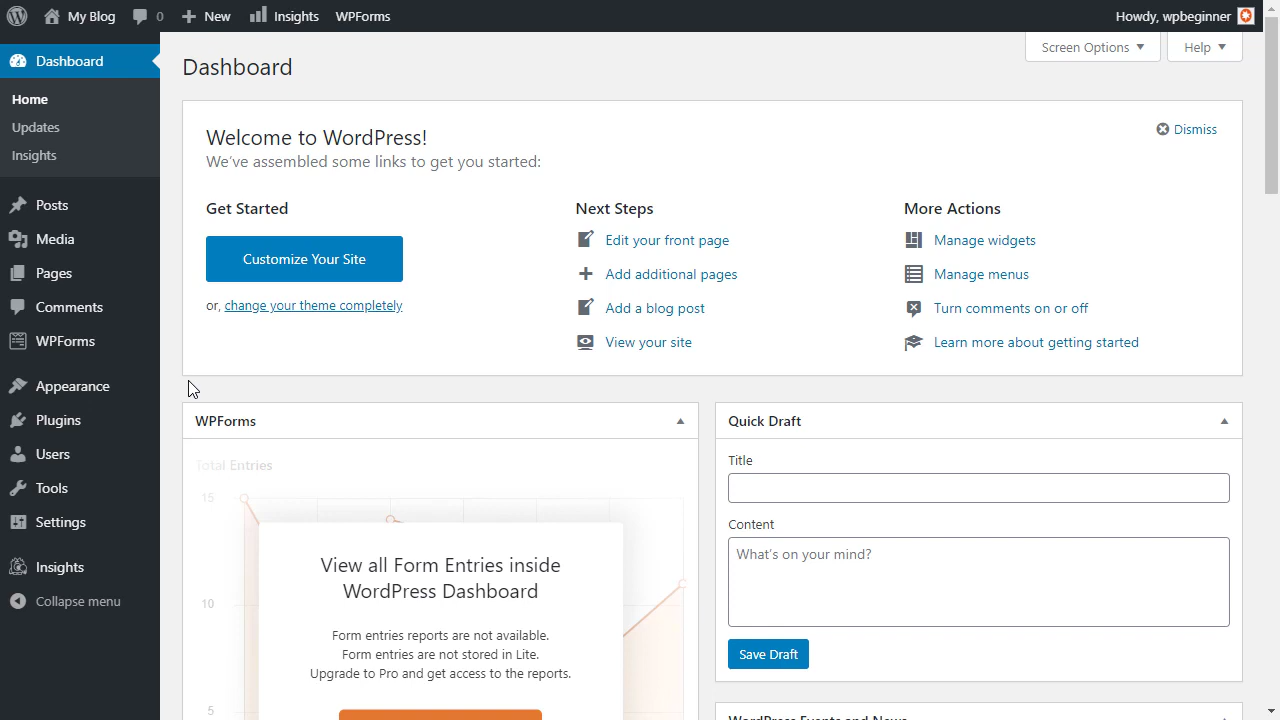 My Blog 0 New Insights WPForms Howdy, wpbeginner
Dashboard
Home
Updates
Insights
Posts
Media
Pages
Comments
WPForms
Appearance
Plugins
Users
Tools
Settings
Insights
Collapse menu
Screen Options Help
Dashboard
Welcome to WordPress!
We've assembled some links to get you started:
Dismiss
Get Started
Customize Your Site
or, change your theme completely
Next Steps
Edit your front page
Add additional pages
Add a blog post
View your site
More Actions
Manage widgets
Manage menus
Turn comments on or off
Learn more about getting started
WPForms
Total Entries
15
10
5
View all Form Entries inside
WordPress Dashboard
Form entries reports are not available.
Form entries are not stored in Lite.
Upgrade to Pro and get access to the reports.
Quick Draft
Title
Content
What's on your mind?
Save Draft
WordPress Events and News